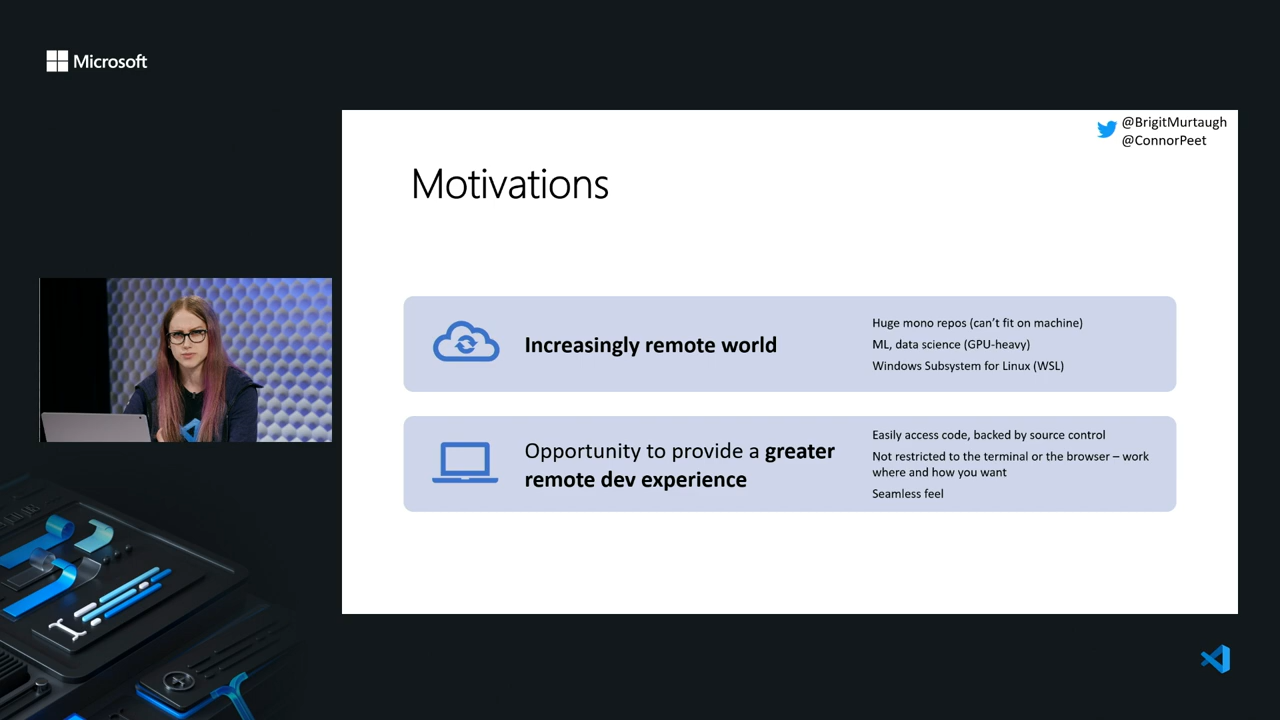 Microsoft
@BrigitMurtaugh
@ConnorPeet
Motivations
Increasingly remote world
Huge mono repos (can’t fit on machine)
ML, data science (GPU-heavy)
Windows Subsystem for Linux (WSL)
Opportunity to provide a greater
remote dev experience
Easily access code, backed by source control
Not restricted to the terminal or the browser – work
where and how you want
Seamless feel